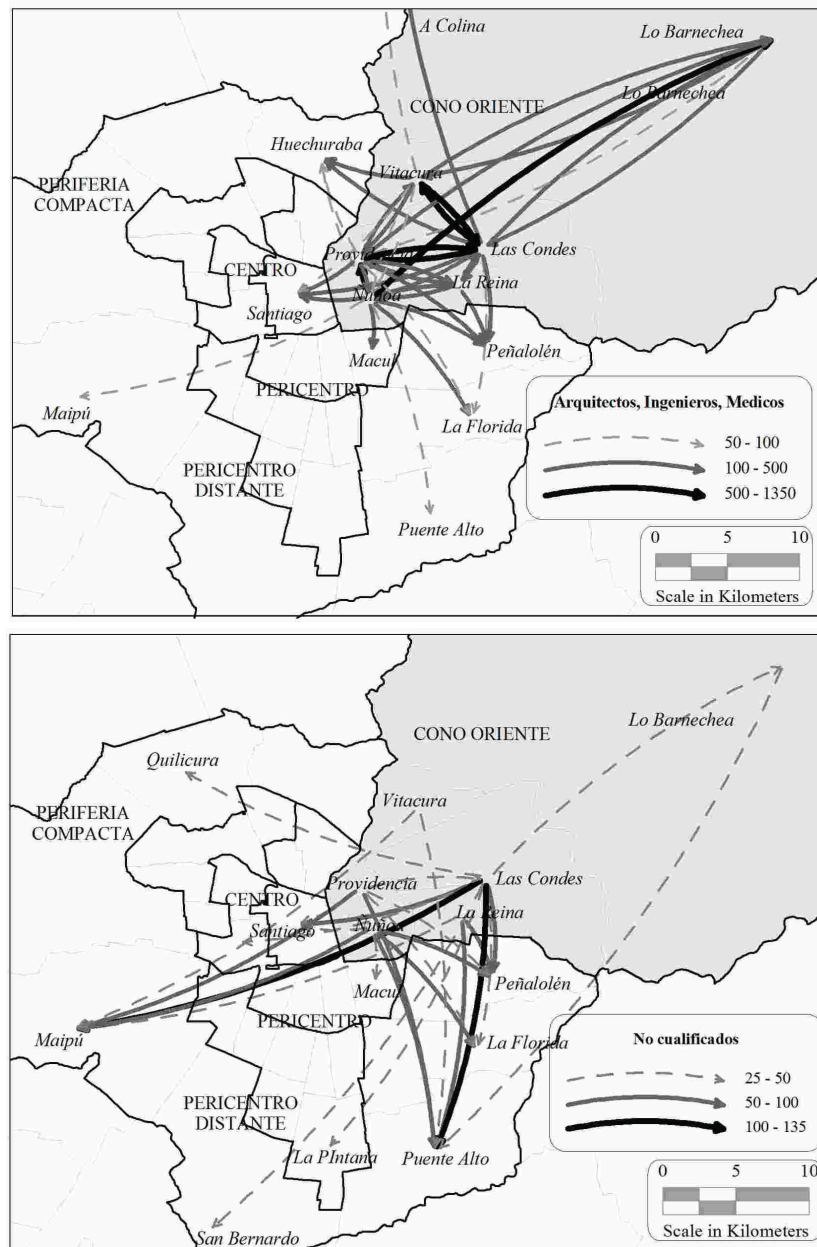 A Colina
Lo Barnechea
CONO ORIENTE
Lo Barnechea
Huechuraba
Vitacura
PERIFERIA
COMPACTA
Providencia
Las Condes
CENTRO
La Reina
Ñuñoa
Santiago
Macul
Peñalolén
PERICENTRO
Maipú
La Florida
PERICENTRO
DISTANTE
Puente Alto
Arquitectos, Ingenieros, Medicos
50 - 100
100 - 500
500 - 1350
0 5 10
Scale in Kilometers
Lo Barnechea
CONO ORIENTE
Quilicura
Vitacura
PERIFERIA
COMPACTA
Providencia
Las Condes
CENTRO
La Reina
Santiago
Ñuñoa
Macul
Peñalolén
PERICENTRO
Maipú
La Florida
PERICENTRO
DISTANTE
La PIntana
Puente Alto
San Bernardo
No cualificados
25 - 50
50 - 100
100 - 135
0 5 10
Scale in Kilometers